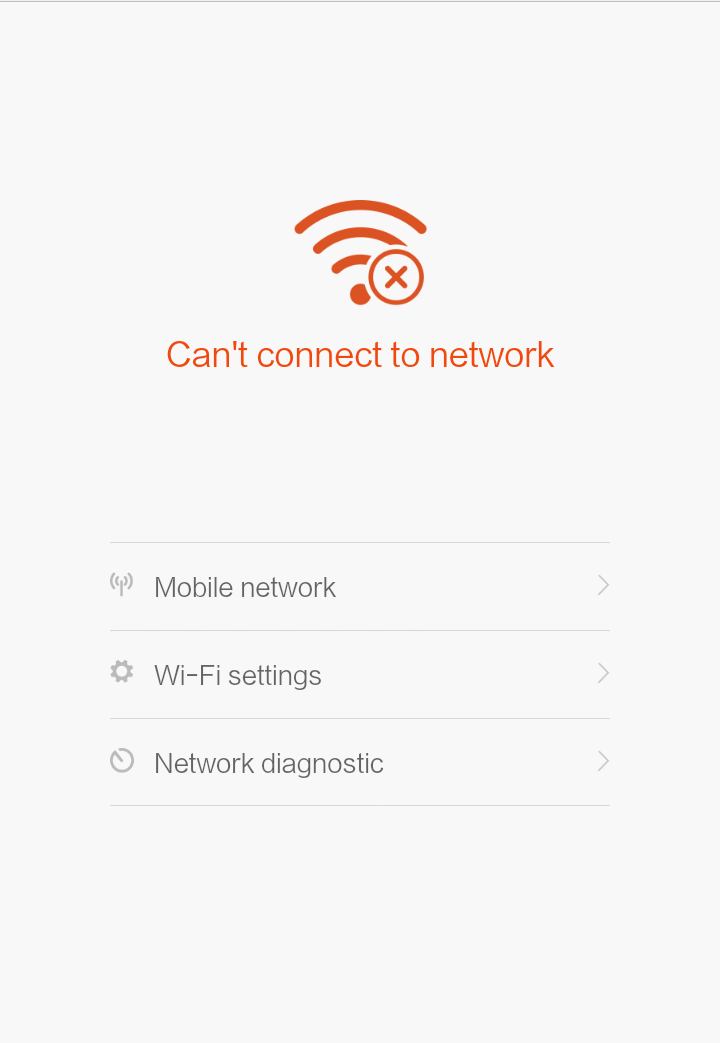 Can't connect to network
Mobile network
Wi-Fi settings
Network diagnostic